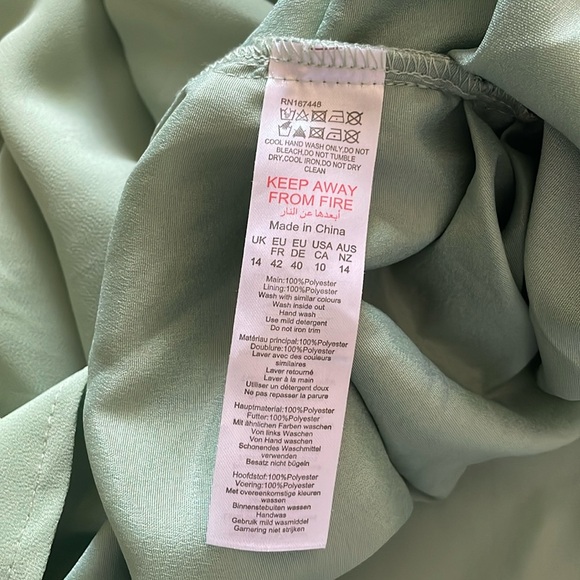 RN167448
COOL HAND WASH ONLY,DO NOT
BLEACH,DO NOT TUMBLE
DRY,COOL IRON,DO NOT DRY
CLEAN
KEEP AWAY
FROM FIRE
أبعدها عن النار
Made in China
UK EU EU USA AUS
FR DE CA NZ
14 42 40 10 14
Main:100%Polyester
Lining:100%Polyester
Wash with similar colours
Wash inside out
Hand wash
Use mild detergent
Do not iron trim
Matériau principal:100%Polyester
Doublure:100%Polyester
Laver avec des couleurs
similaires
Laver retourné
Laver à la main
Utiliser un détergent doux
Ne pas repasser la parure
Hauptmaterial:100%Polyester
Futter:100%Polyester
Mit ähnlichen Farben waschen
Von links Waschen
Von Hand waschen
Schonendes Waschmittel
verwenden
Besatz nicht bügeln
Hoofdstof:100%Polyester
Voering:100%Polyester
Met overeenkomstige kleuren
wassen
Binnenstebuiten wassen
Handwas
Gebruik mild wasmiddel
Garnering niet strijken